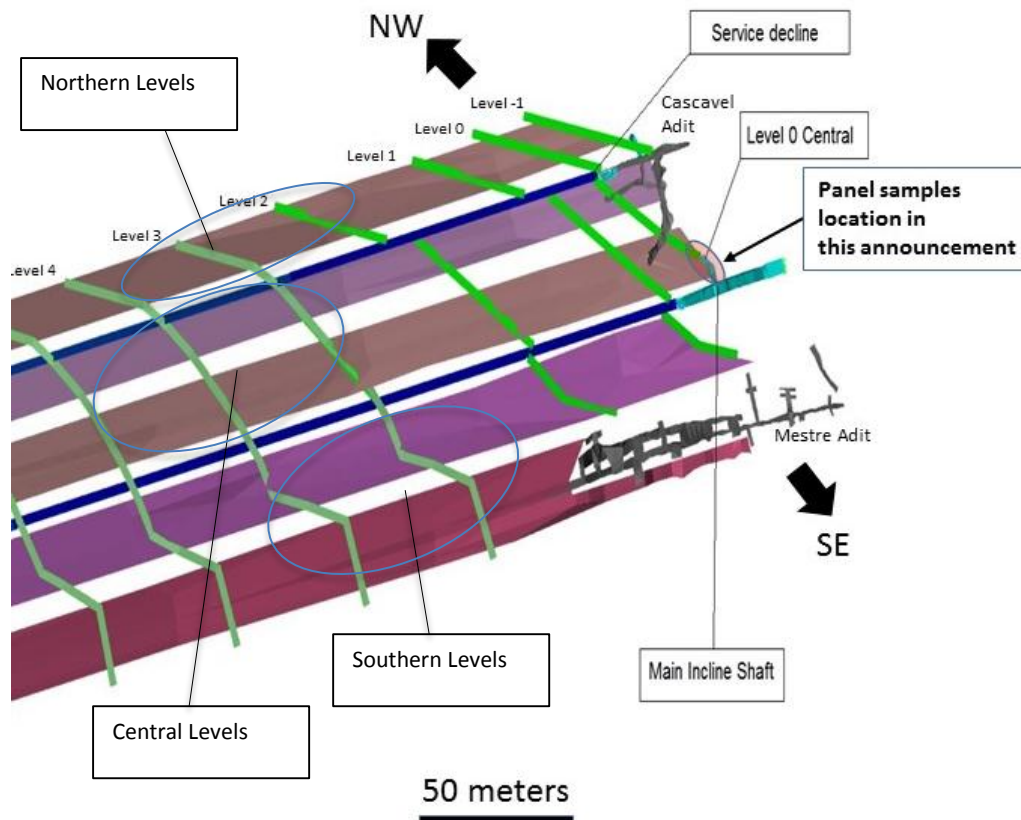 NW
Service decline
Northern Levels
Level -1
Cascavel
Adit
Level 0
Level 0 Central
Level 1
Panel samples
location in
this announcement
Level 2
Level 3
Level 4
Mestre Adit
SE
Southern Levels
Main Incline Shaft
Central Levels
50 meters